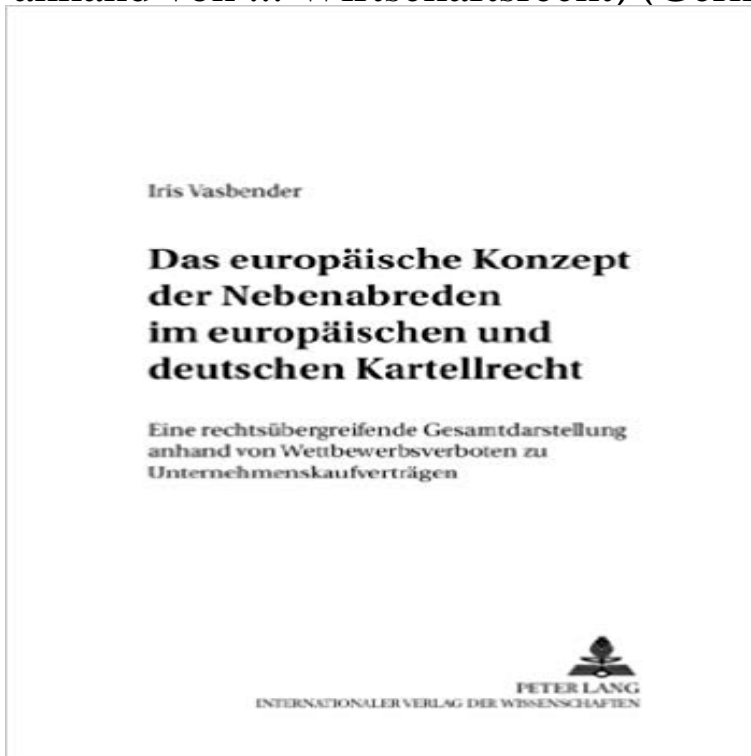 Iris Vasbender
Das europäische Konzept
der Nebenabreden
im europäischen und
deutschen Kartellrecht
Eine rechtsübergreifende Gesamtdarstellung
anhand von Wettbewerbsverboten zu
Unternehmenskaufverträgen
PETER LANG
INTERNATIONALER VERLAG DER WISSENSCHAFTEN